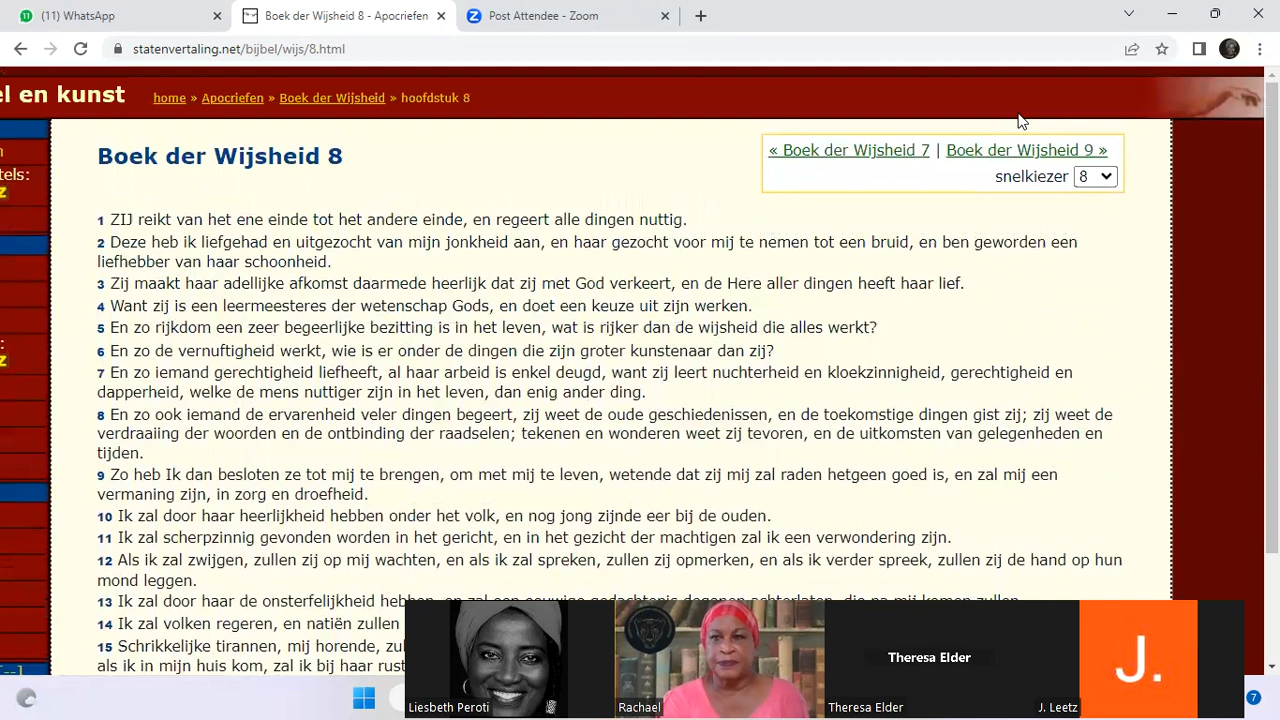 (11) WhatsApp
Boek der Wijsheid 8 - Apocriefen
Post Attendee - Zoom
statenvertaling.net/bijbel/wijs/8.html
el en kunst
home » Apocriefen » Boek der Wijsheid » hoofdstuk 8
tels:
Boek der Wijsheid 8
« Boek der Wijsheid 7 | Boek der Wijsheid 9 »
snelkiezer 8
1 ZIJ reikt van het ene einde tot het andere einde, en regeert alle dingen nuttig.
2 Deze heb ik liefgehad en uitgezocht van mijn jonkheid aan, en haar gezocht voor mij te nemen tot een bruid, en ben geworden een
liefhebber van haar schoonheid.
3 Zij maakt haar adellijke afkomst daarmede heerlijk dat zij met God verkeert, en de Here aller dingen heeft haar lief.
4 Want zij is een leermeesteres der wetenschap Gods, en doet een keuze uit zijn werken.
5 En zo rijkdom een zeer begeerlijke bezitting is in het leven, wat is rijker dan de wijsheid die alles werkt?
6 En zo de vernuftigheid werkt, wie is er onder de dingen die zijn groter kunstenaar dan zij?
7 En zo iemand gerechtigheid liefheeft, al haar arbeid is enkel deugd, want zij leert nuchterheid en kloekzinnigheid, gerechtigheid en
dapperheid, welke de mens nuttiger zijn in het leven, dan enig ander ding.
8 En zo ook iemand de ervarenheid veler dingen begeert, zij weet de oude geschiedenissen, en de toekomstige dingen gist zij; zij weet de
verdraaiing der woorden en de ontbinding der raadselen; tekenen en wonderen weet zij tevoren, en de uitkomsten van gelegenheden en
tijden.
9 Zo heb Ik dan besloten ze tot mij te brengen, om met mij te leven, wetende dat zij mij zal raden hetgeen goed is, en zal mij een
vermaning zijn, in zorg en droefheid.
10 Ik zal door haar heerlijkheid hebben onder het volk, en nog jong zijnde eer bij de ouden.
11 Ik zal scherpzinnig gevonden worden in het gericht, en in het gezicht der machtigen zal ik een verwondering zijn.
12 Als ik zal zwijgen, zullen zij op mij wachten, en als ik zal spreken, zullen zij opmerken, en als ik verder spreek, zullen zij de hand op hun
mond leggen.
13 Ik zal door haar de onsterfelijkheid
14 Ik zal volken regeren, en natiën zullen
15 Schrikkelijke tirannen, mij horende,
als ik in mijn huis kom, zal ik bij haar
Theresa Elder
J.
Liesbeth Peroti
Rachael
Theresa Elder
J. Leetz
7